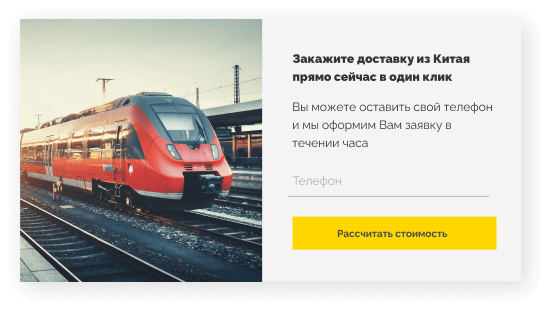 Закажите доставку из Китая
прямо сейчас в один клик
Вы можете оставить свой телефон
и мы оформим Вам заявку в
течении часа
Телефон
Рассчитать стоимость